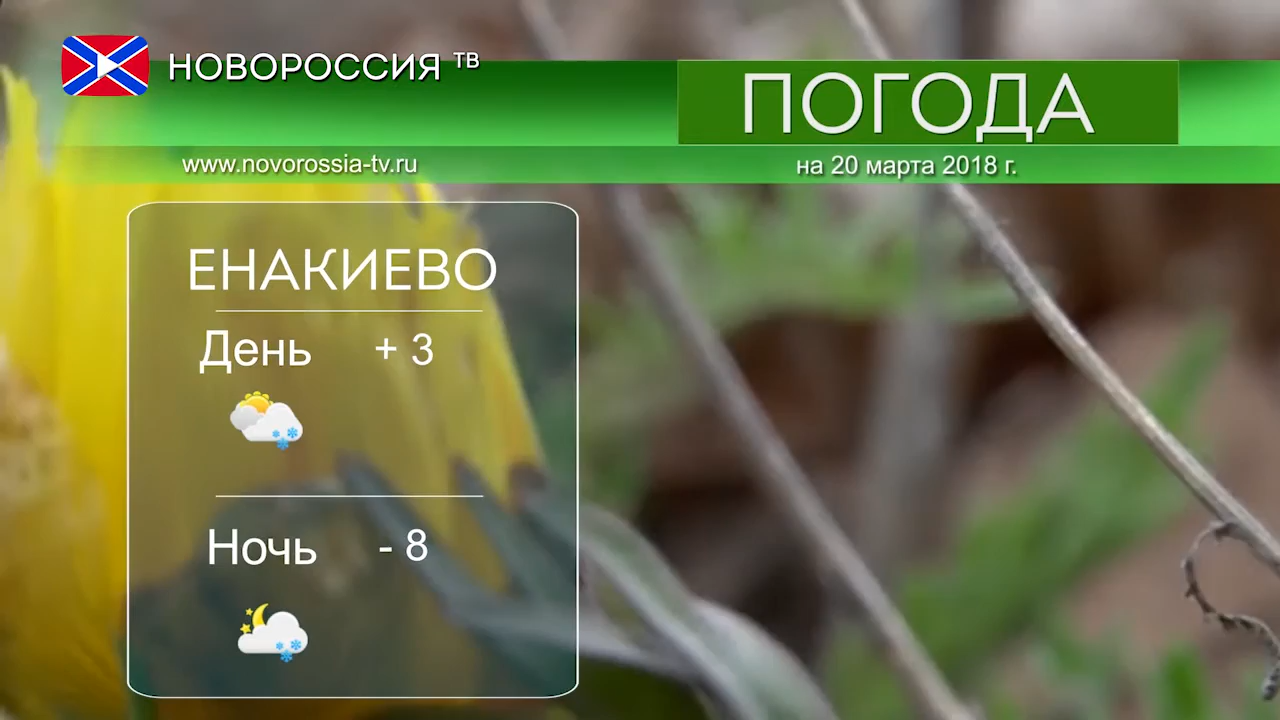 НОВОРОССИЯ ТВ
ПОГОДА
www.novorossia-tv.ru
на 20 марта 2018 г.
ЕНАКИЕВО
День + 3
Ночь - 8